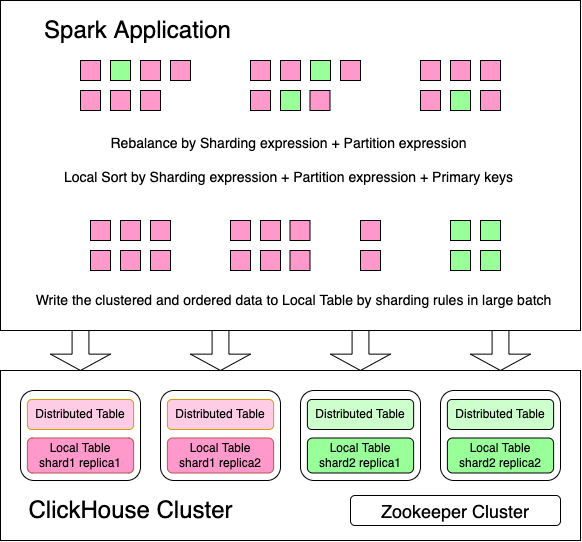 Spark Application
Rebalance by Sharding expression + Partition expression
Local Sort by Sharding expression + Partition expression + Primary keys
Write the clustered and ordered data to Local Table by sharding rules in large batch
Distributed Table
Local Table
shard1 replica1
Distributed Table
Local Table
shard1 replica2
Distributed Table
Local Table
shard2 replica1
Distributed Table
Local Table
shard2 replica2
ClickHouse Cluster
Zookeeper Cluster